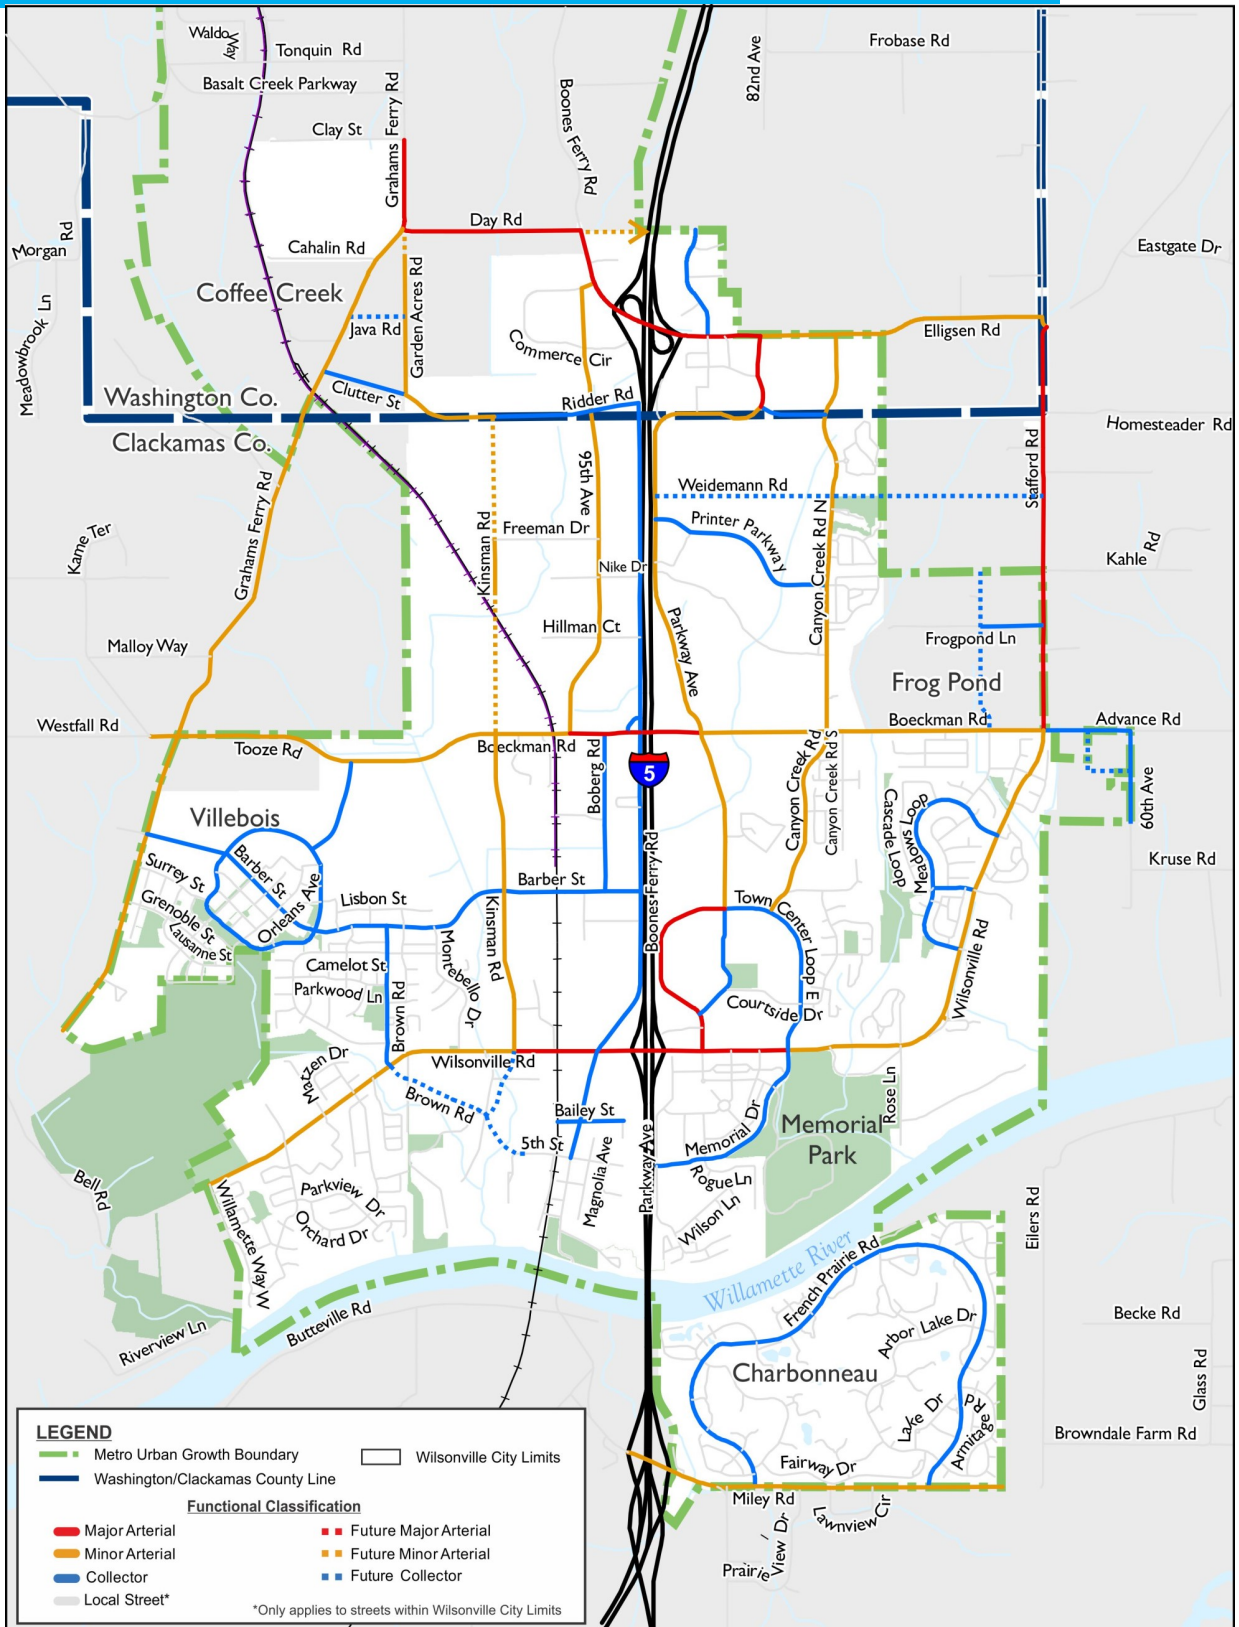 Waldo Way
Tonquin Rd
Basalt Creek Parkway
Clay St
Grahams Ferry Rd
Boones Ferry Rd
82nd Ave
Frobase Rd
Morgan Rd
Day Rd
Cahalin Rd
Coffee Creek
Eastgate Dr
Meadowbrook Ln
Java Rd
Garden Acres Rd
Commerce Cir
Elligsen Rd
Clutter St
Ridder Rd
Washington Co.
Clackamas Co.
Homesteader Rd
Stafford Rd
Grahams Ferry Rd
95th Ave
Weidemann Rd
Printer Parkway
Kinsman Rd
Freeman Dr
Canyon Creek Rd N
Kame Ter
Nike Dr
Kahle Rd
Hillman Ct
Parkway Ave
Malloy Way
Frogpond Ln
Frog Pond
Westfall Rd
Tooze Rd
Boeckman Rd
Boeckman Rd
Advance Rd
5
Boberg Rd
Canyon Creek Rd
Canyon Creek Rd S
Cascade Loop
Meadows Loop
60th Ave
Villebois
Surrey St
Barber St
Grenoble St
Lausanne St
Orleans Ave
Lisbon St
Barber St
Boones Ferry Rd
Kruse Rd
Town Center Loop E
Camelot St
Parkwood Ln
Brown Rd
Montebello Dr
Kinsman Rd
Courtside Dr
Wilsonville Rd
Matzen Dr
Wilsonville Rd
Brown Rd
Bailey St
5th St
Magnolia Ave
Parkway Ave
Memorial Dr
Memorial
Park
Rose Ln
Rogue Ln
Wilson Ln
Bell Rd
Parkview Dr
Orchard Dr
Willamette Way W
Eilers Rd
Willamette River
French Prairie Rd
Riverview Ln
Butteville Rd
Arbor Lake Dr
Becke Rd
Charbonneau
Glass Rd
Lake Dr
Armitage Rd
Browndale Farm Rd
Fairway Dr
Miley Rd
Lawnview Cir
Prairie View Dr
LEGEND
Metro Urban Growth Boundary
Wilsonville City Limits
Washington/Clackamas County Line
Functional Classification
Major Arterial
Future Major Arterial
Minor Arterial
Future Minor Arterial
Collector
Future Collector
Local Street*
*Only applies to streets within Wilsonville City Limits